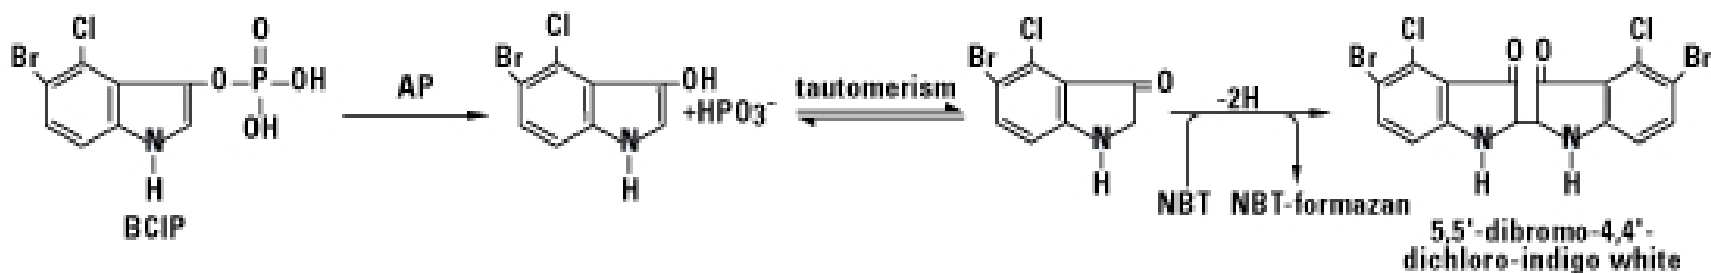 Cl
Br
O
O
P
OH
OH
N
H
BCIP
AP
Cl
Br
OH
+HPO3-
N
H
tautomerism
Cl
Br
O
N
H
-2H
NBT NBT-formazan
Cl
Br
O O
Cl
Br
N
H
N
H
5,5'-dibromo-4,4'-
dichloro-indigo white